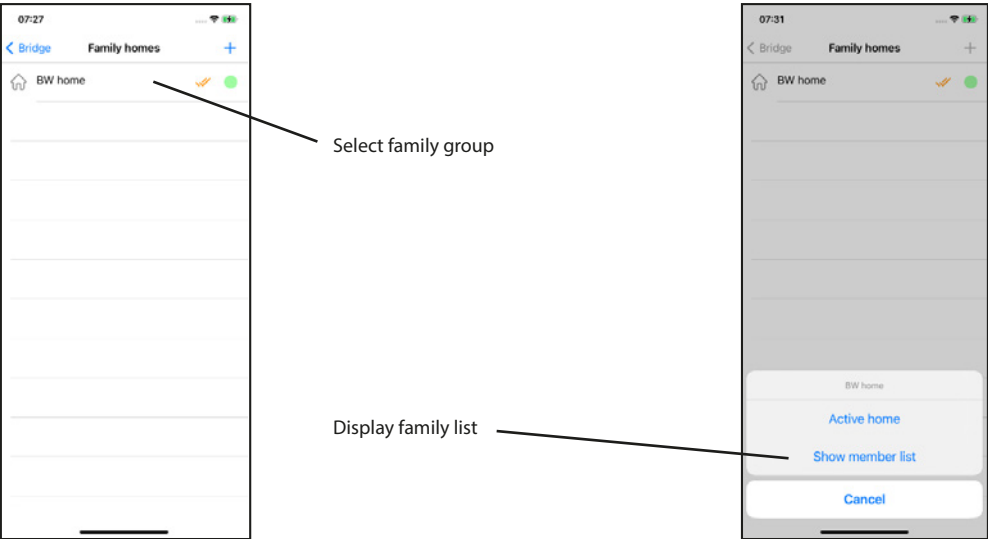 07:27
Bridge
Family homes
BW home
Select family group
Display family list
07:31
Bridge
Family homes
BW home
BW home
Active home
Show member list
Cancel